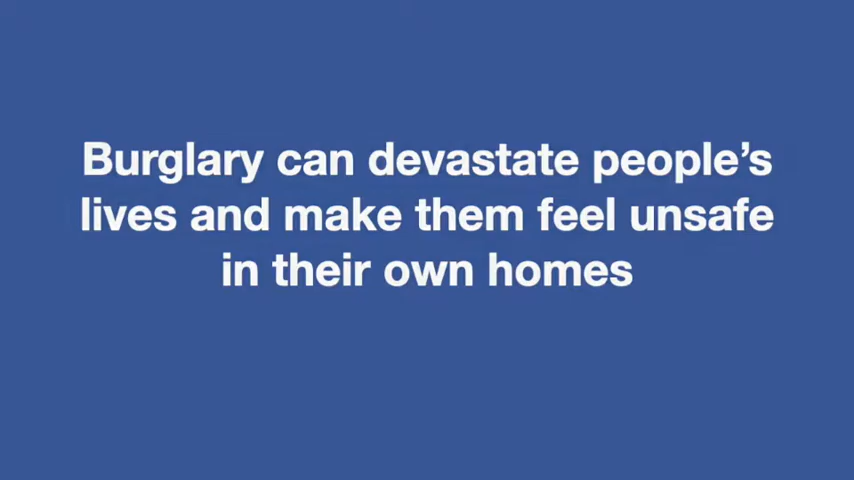 Burglary can devastate people’s
lives and make them feel unsafe
in their own homes